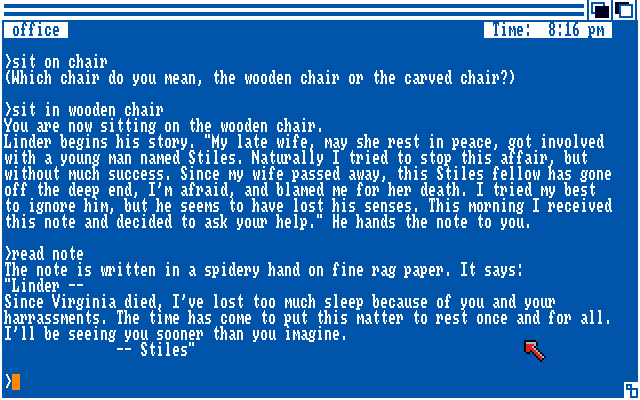 office
Time: 8:16 pm
>sit on chair
(Which chair do you mean, the wooden chair or the carved chair?)
>sit in wooden chair
You are now sitting on the wooden chair.
Linder begins his story. "My late wife, may she rest in peace, got involved
with a young man named Stiles. Naturally I tried to stop this affair, but
without much success. Since my wife passed away, this Stiles fellow has gone
off the deep end, I'm afraid, and blamed me for her death. I tried my best
to ignore him, but he seems to have lost his senses. This morning I received
this note and decided to ask your help." He hands the note to you.
>read note
The note is written in a spidery hand on fine rag paper. It says:
"Linder --
Since Virginia died, I've lost too much sleep because of you and your
harrassments. The time has come to put this matter to rest once and for all.
I'll be seeing you sooner than you imagine.
-- Stiles"
>